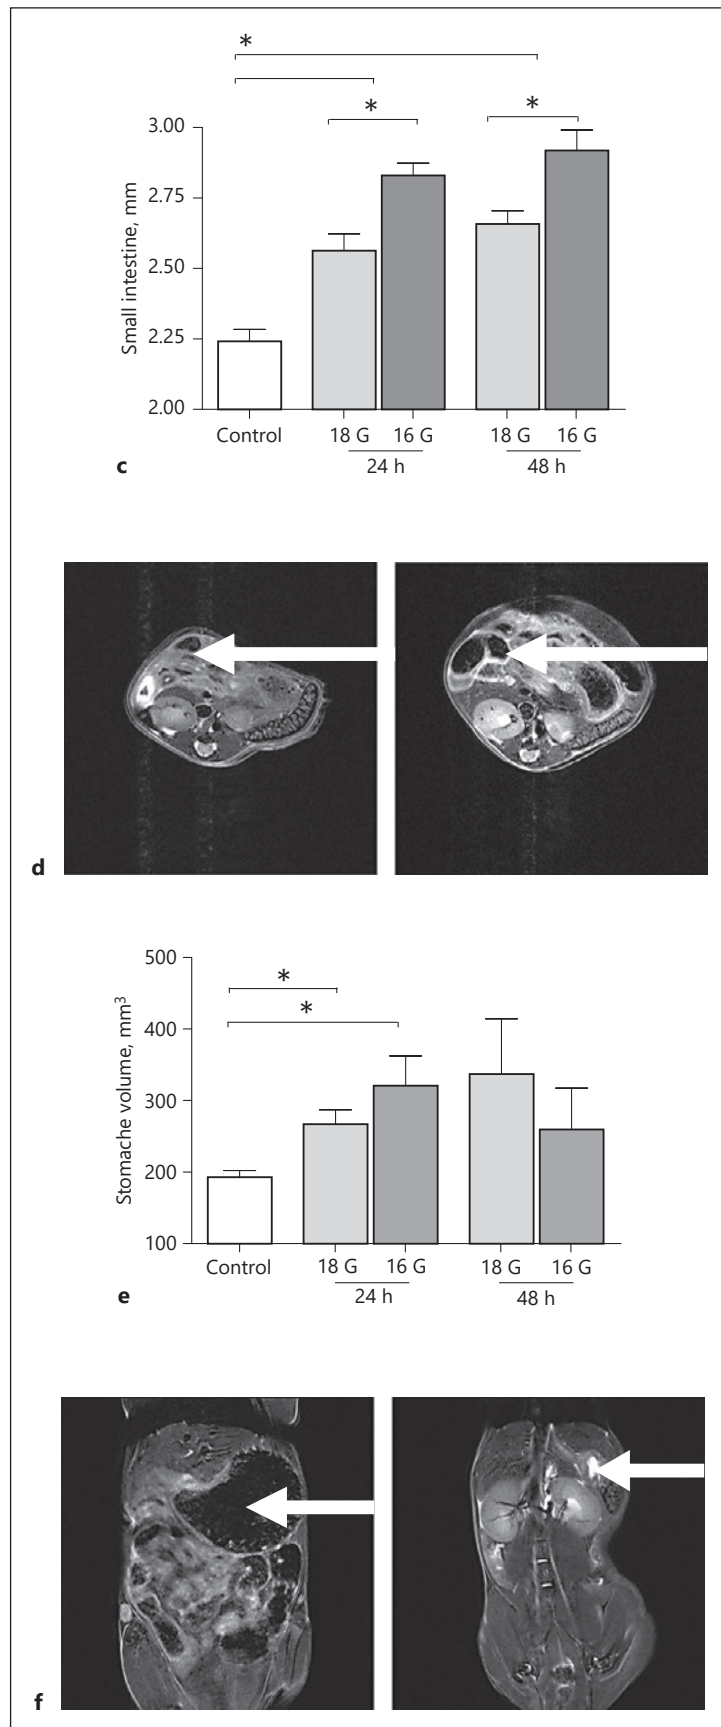 *
* *
3.00
2.75
2.50
2.25
2.00
Small intestine, mm
Control 18 G 16 G 18 G 16 G
24 h 48 h
c
d
500
400
300
200
100
Stomache volume, mm³
*
*
Control 18 G 16 G 18 G 16 G
24 h 48 h
e
f